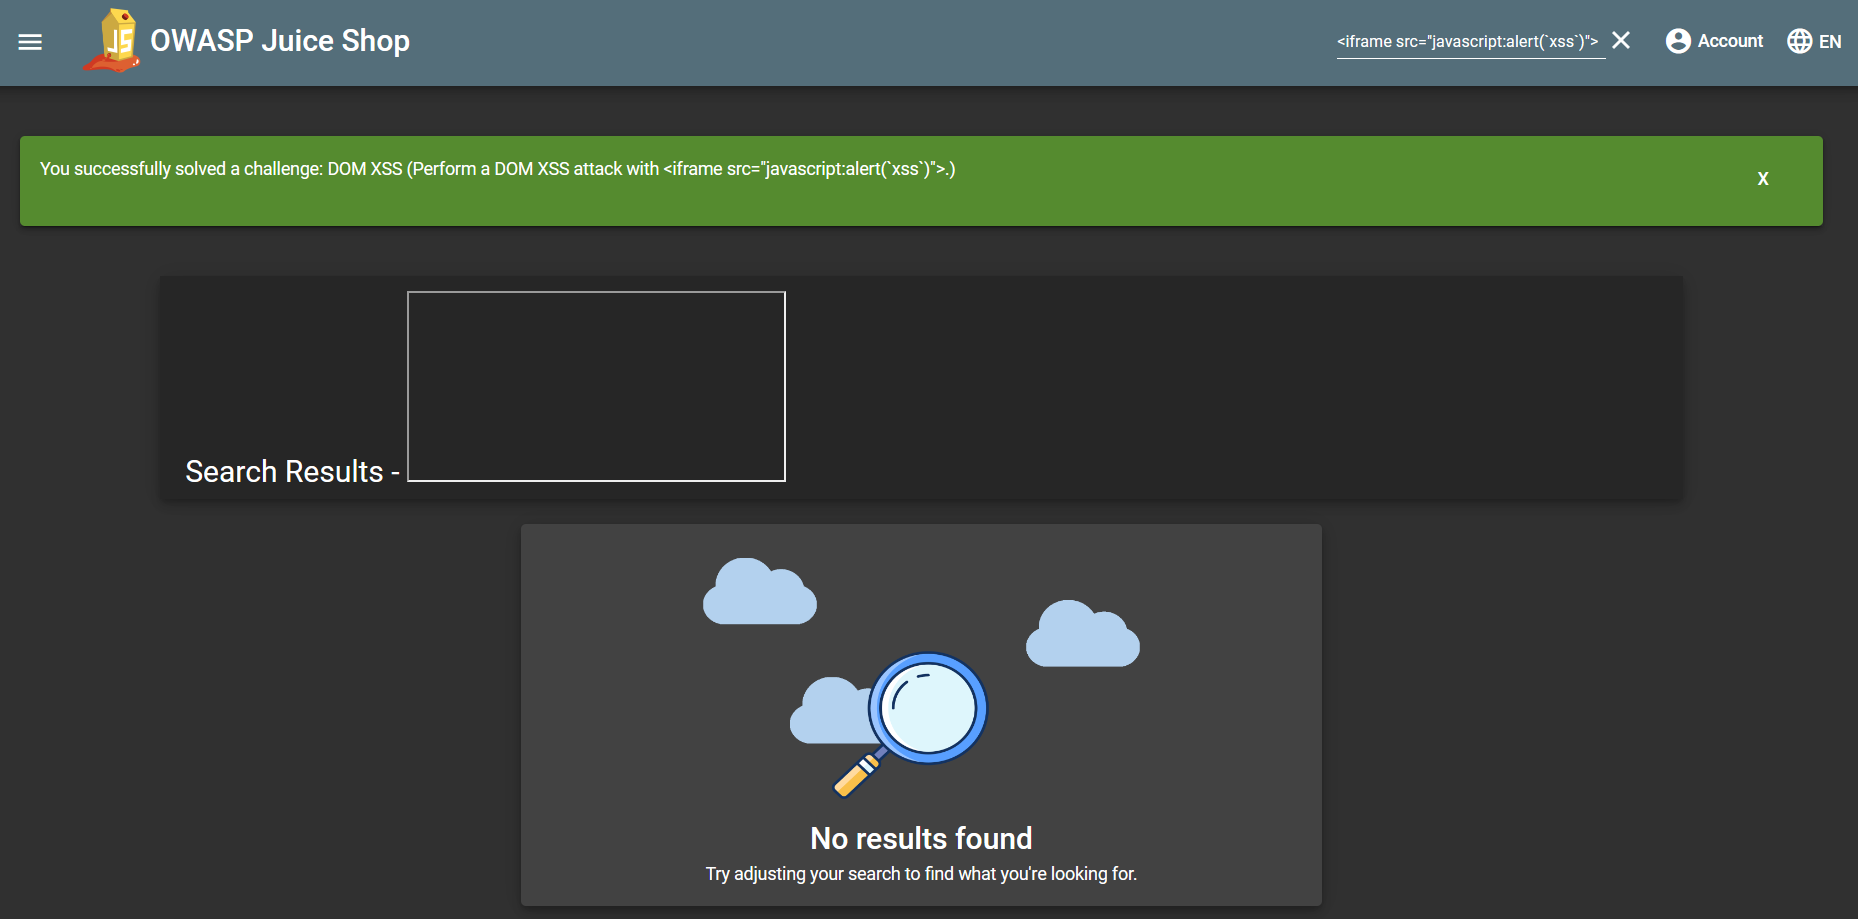 OWASP Juice Shop
<iframe src="javascript:alert(`xss`)">
Account
EN
You successfully solved a challenge: DOM XSS (Perform a DOM XSS attack with <iframe src="javascript:alert(`xss`)">.)
X
Search Results -
No results found
Try adjusting your search to find what you're looking for.